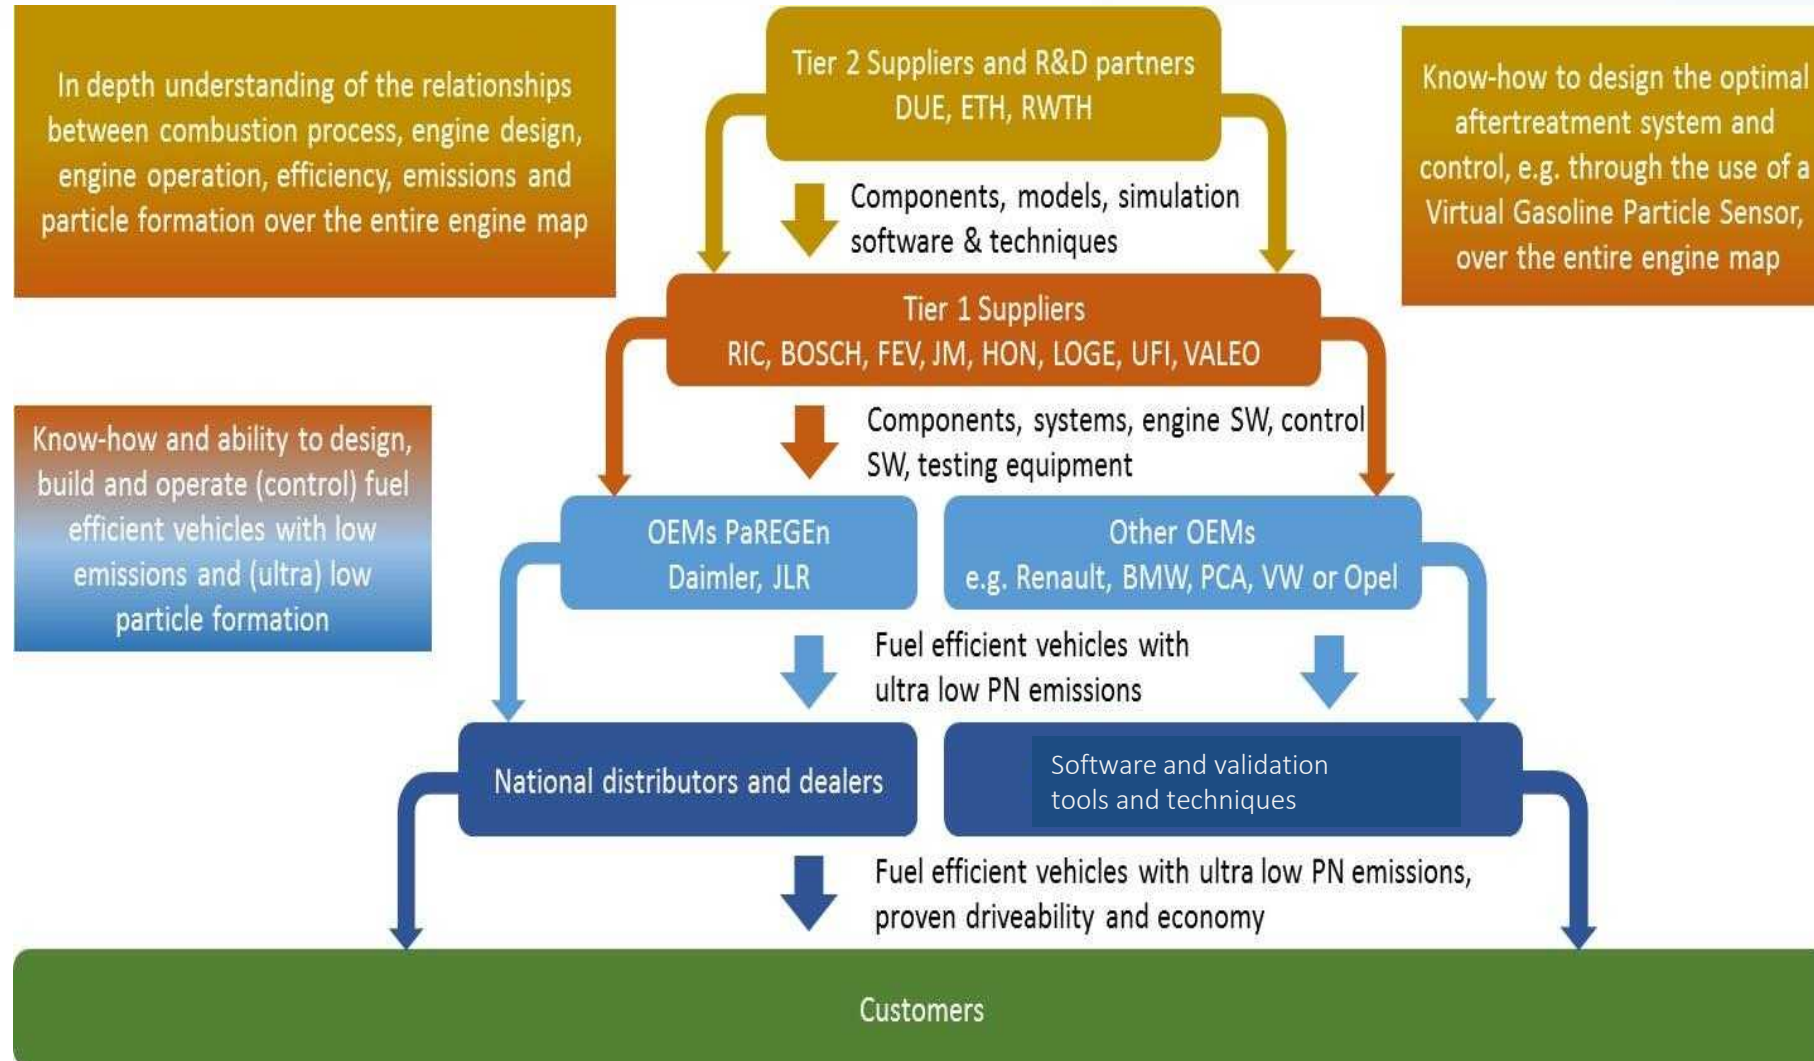 In depth understanding of the relationships
between combustion process, engine design,
engine operation, efficiency, emissions and
particle formation over the entire engine map
Tier 2 Suppliers and R&D partners
DUE, ETH, RWTH
Know-how to design the optimal
aftertreatment system and
control, e.g. through the use of a
Virtual Gasoline Particle Sensor,
over the entire engine map
Components, models, simulation
software & techniques
Tier 1 Suppliers
RIC, BOSCH, FEV, JM, HON, LOGE, UFI, VALEO
Components, systems, engine SW, control
SW, testing equipment
Know-how and ability to design,
build and operate (control) fuel
efficient vehicles with low
emissions and (ultra) low
particle formation
OEMs PaREGEn
Daimler, JLR
Other OEMs
e.g. Renault, BMW, PCA, VW or Opel
Fuel efficient vehicles with
ultra low PN emissions
National distributors and dealers
Software and validation
tools and techniques
Fuel efficient vehicles with ultra low PN emissions,
proven driveability and economy
Customers